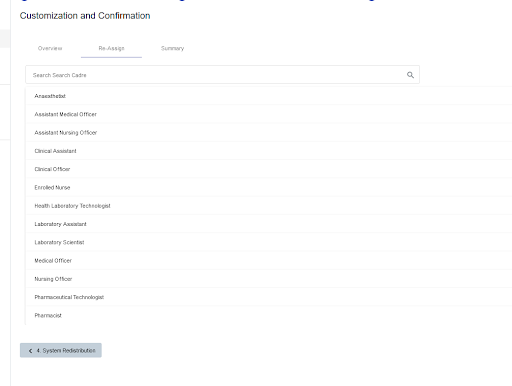 Customization and Confirmation
Overview Re-Assign Summary
Search Search Cadre
Anaesthetist
Assistant Medical Officer
Assistant Nursing Officer
Clinical Assistant
Clinical Officer
Enrolled Nurse
Health Laboratory Technologist
Laboratory Assistant
Laboratory Scientist
Medical Officer
Nursing Officer
Pharmaceutical Technologist
Pharmacist
4. System Redistribution